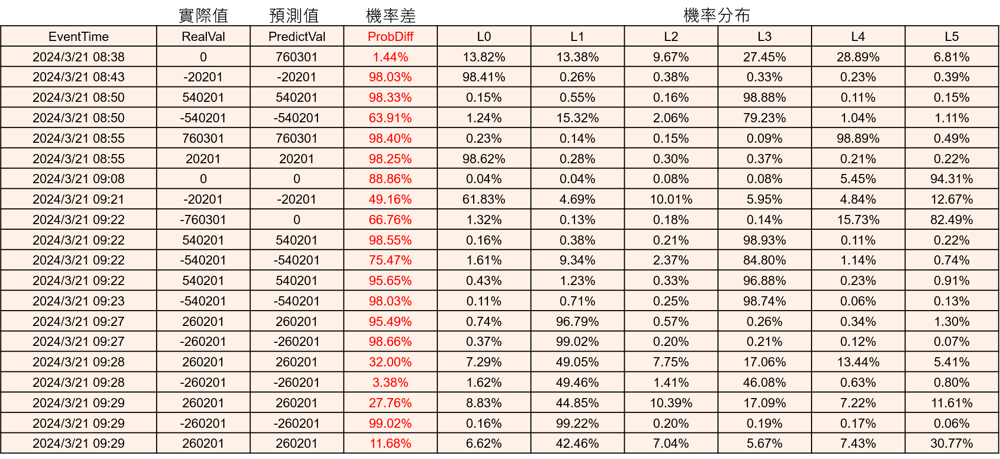 實際值 預測值 機率差 機率分布
EventTime RealVal PredictVal ProbDiff L0 L1 L2 L3 L4 L5
2024/3/21 08:38 0 760301 1.44% 13.82% 13.38% 9.67% 27.45% 28.89% 6.81%
2024/3/21 08:43 -20201 -20201 98.03% 98.41% 0.26% 0.38% 0.33% 0.23% 0.39%
2024/3/21 08:50 540201 540201 98.33% 0.15% 0.55% 0.16% 98.88% 0.11% 0.15%
2024/3/21 08:50 -540201 -540201 63.91% 1.24% 15.32% 2.06% 79.23% 1.04% 1.11%
2024/3/21 08:55 760301 760301 98.40% 0.23% 0.14% 0.15% 0.09% 98.89% 0.49%
2024/3/21 08:55 20201 20201 98.25% 98.62% 0.28% 0.30% 0.37% 0.21% 0.22%
2024/3/21 09:08 0 0 88.86% 0.04% 0.04% 0.08% 0.08% 5.45% 94.31%
2024/3/21 09:21 -20201 -20201 49.16% 61.83% 4.69% 10.01% 5.95% 4.84% 12.67%
2024/3/21 09:22 -760301 0 66.76% 1.32% 0.13% 0.18% 0.14% 15.73% 82.49%
2024/3/21 09:22 540201 540201 98.55% 0.16% 0.38% 0.21% 98.93% 0.11% 0.22%
2024/3/21 09:22 -540201 -540201 75.47% 1.61% 9.34% 2.37% 84.80% 1.14% 0.74%
2024/3/21 09:22 540201 540201 95.65% 0.43% 1.23% 0.33% 96.88% 0.23% 0.91%
2024/3/21 09:23 -540201 -540201 98.03% 0.11% 0.71% 0.25% 98.74% 0.06% 0.13%
2024/3/21 09:27 260201 260201 95.49% 0.74% 96.79% 0.57% 0.26% 0.34% 1.30%
2024/3/21 09:27 -260201 -260201 98.66% 0.37% 99.02% 0.20% 0.21% 0.12% 0.07%
2024/3/21 09:28 260201 260201 32.00% 7.29% 49.05% 7.75% 17.06% 13.44% 5.41%
2024/3/21 09:28 -260201 -260201 3.38% 1.62% 49.46% 1.41% 46.08% 0.63% 0.80%
2024/3/21 09:29 260201 260201 27.76% 8.83% 44.85% 10.39% 17.09% 7.22% 11.61%
2024/3/21 09:29 -260201 -260201 99.02% 0.16% 99.22% 0.20% 0.19% 0.17% 0.06%
2024/3/21 09:29 260201 260201 11.68% 6.62% 42.46% 7.04% 5.67% 7.43% 30.77%